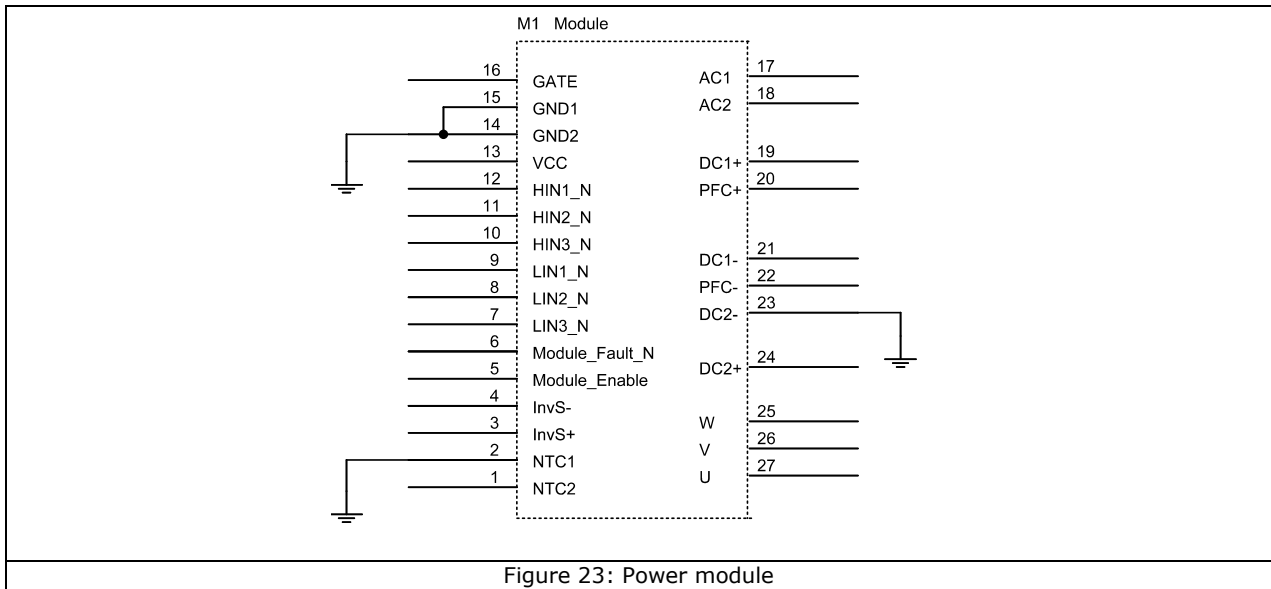 M1 Module
16 GATE
15 GND1
14 GND2
13 VCC
12 HIN1_N
11 HIN2_N
10 HIN3_N
9 LIN1_N
8 LIN2_N
7 LIN3_N
6 Module_Fault_N
5 Module_Enable
4 InvS-
3 InvS+
2 NTC1
1 NTC2
AC1 17
AC2 18
DC1+ 19
PFC+ 20
DC1- 21
PFC- 22
DC2- 23
DC2+ 24
W 25
V 26
U 27
Figure 23: Power module